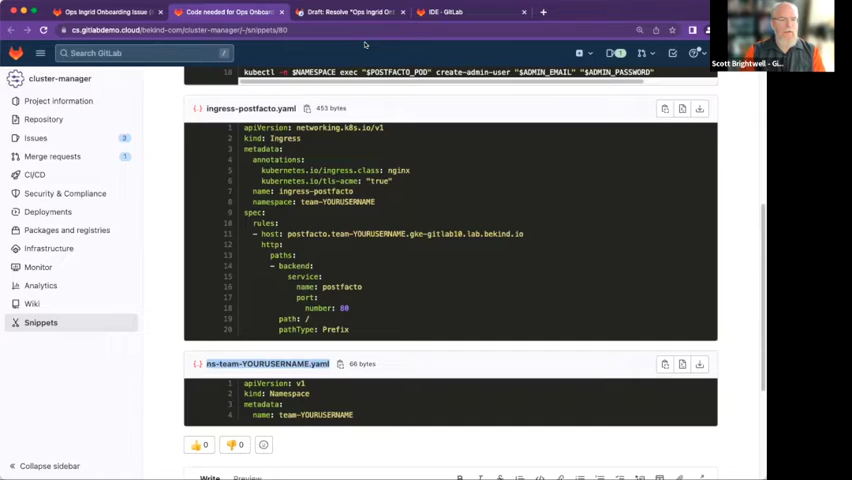 Ops Ingrid Onboarding Issue (
Code needed for "Ops Onboard
Draft: Resolve "Ops Ingrid On
IDE · GitLab
cs.gitlabdemo.cloud/bekind-com/cluster-manager/-/snippets/80
Search GitLab
/
1
Scott Brightwell - Gi...
cluster-manager
Project information
Repository
Issues 3
Merge requests 1
CI/CD
Security & Compliance
Deployments
Packages and registries
Infrastructure
Monitor
Analytics
Wiki
Snippets
Collapse sidebar
18 kubectl -n $NAMESPACE exec "$POSTFACTO_POD" create-admin-user "$ADMIN_EMAIL" "$ADMIN_PASSWORD"
ingress-postfacto.yaml 453 bytes
1 apiVersion: networking.k8s.io/v1
2 kind: Ingress
3 metadata:
4 annotations:
5 kubernetes.io/ingress.class: nginx
6 kubernetes.io/tls-acme: "true"
7 name: ingress-postfacto
8 namespace: team-YOURUSERNAME
9 spec:
10 rules:
11 - host: postfacto.team-YOURUSERNAME.gke-gitlab10.lab.bekind.io
12 http:
13 paths:
14 - backend:
15 service:
16 name: postfacto
17 port:
18 number: 80
19 path: /
20 pathType: Prefix
ns-team-YOURUSERNAME.yaml 66 bytes
1 apiVersion: v1
2 kind: Namespace
3 metadata:
4 name: team-YOURUSERNAME
0
0
Write Preview